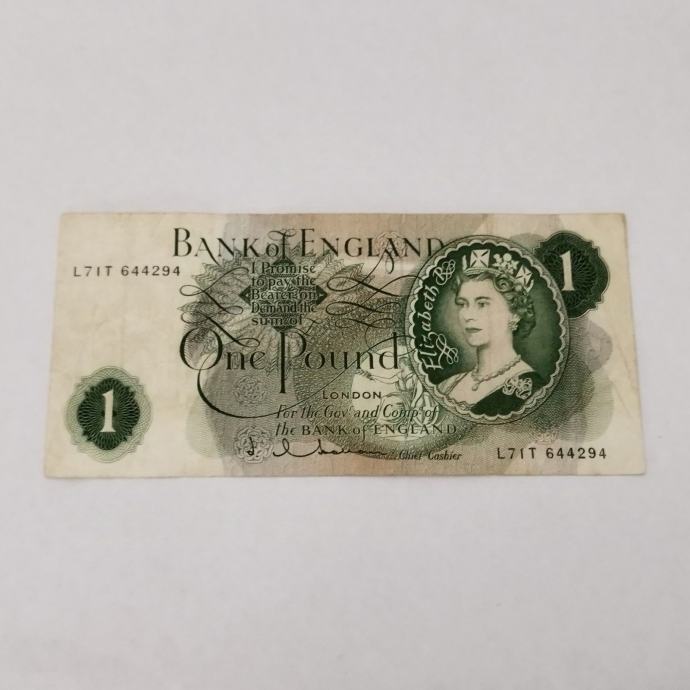 BANK of ENGLAND
L71T 644294
I Promise
to pay the
Bearer on
Demand the
sum of
One Pound
1
Elizabeth R
LONDON
For the Gov.r and Comp.a of
the BANK of ENGLAND
Chief Cashier
1
L71T 644294